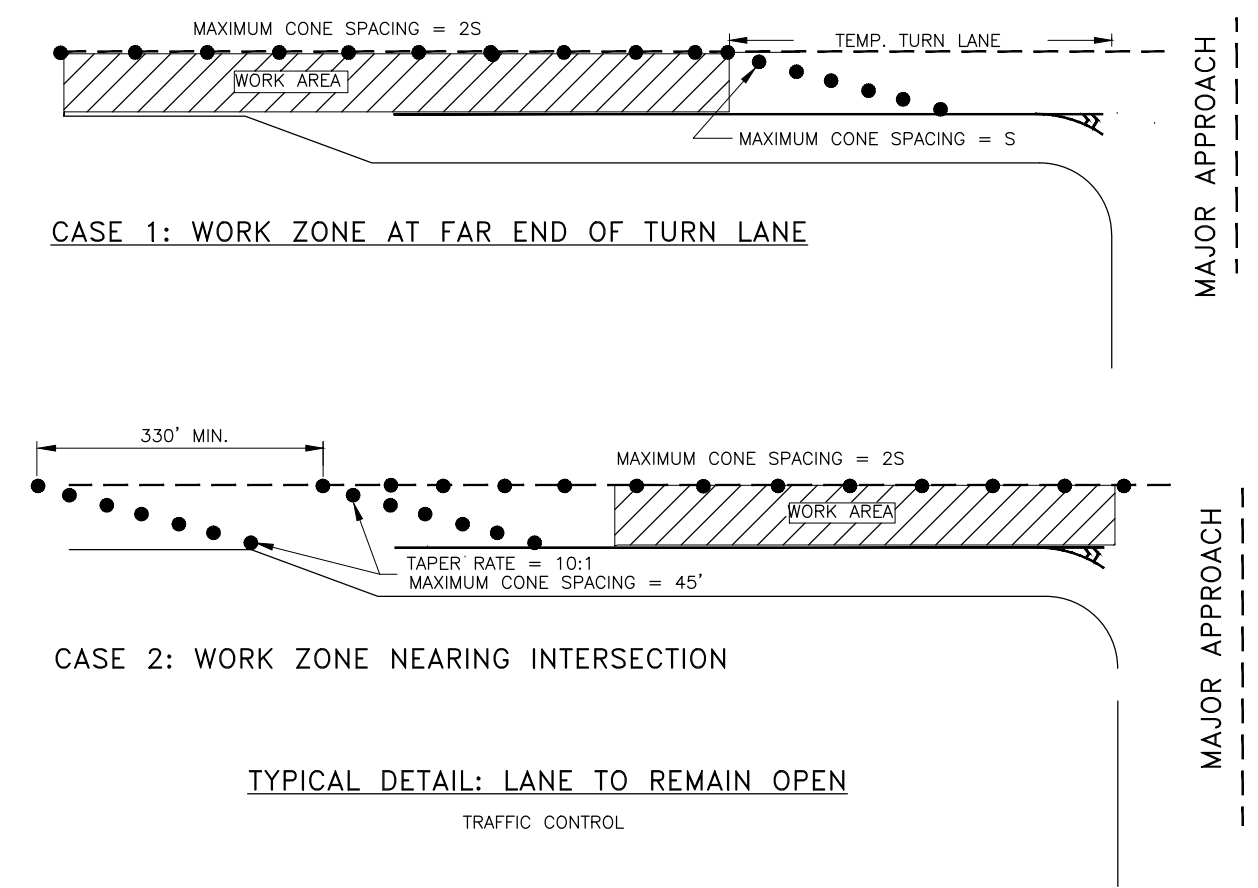 MAXIMUM CONE SPACING = 2S
TEMP. TURN LANE
WORK AREA
MAXIMUM CONE SPACING = S
MAJOR APPROACH
CASE 1: WORK ZONE AT FAR END OF TURN LANE
330' MIN.
MAXIMUM CONE SPACING = 2S
WORK AREA
TAPER RATE = 10:1
MAXIMUM CONE SPACING = 45'
MAJOR APPROACH
CASE 2: WORK ZONE NEARING INTERSECTION
TYPICAL DETAIL: LANE TO REMAIN OPEN
TRAFFIC CONTROL